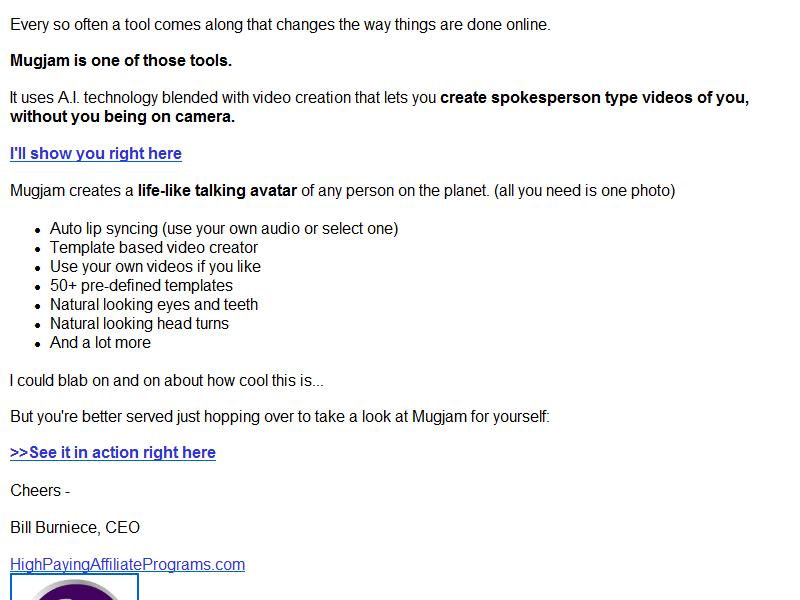 Every so often a tool comes along that changes the way things are done online.
Mugjam is one of those tools.
It uses A.I. technology blended with video creation that lets you create spokesperson type videos of you,
without you being on camera.
I'll show you right here
Mugjam creates a life-like talking avatar of any person on the planet. (all you need is one photo)
• Auto lip syncing (use your own audio or select one)
• Template based video creator
• Use your own videos if you like
• 50+ pre-defined templates
• Natural looking eyes and teeth
• Natural looking head turns
• And a lot more
I could blab on and on about how cool this is...
But you're better served just hopping over to take a look at Mugjam for yourself:
>>See it in action right here
Cheers -
Bill Burniece, CEO
HighPayingAffiliatePrograms.com